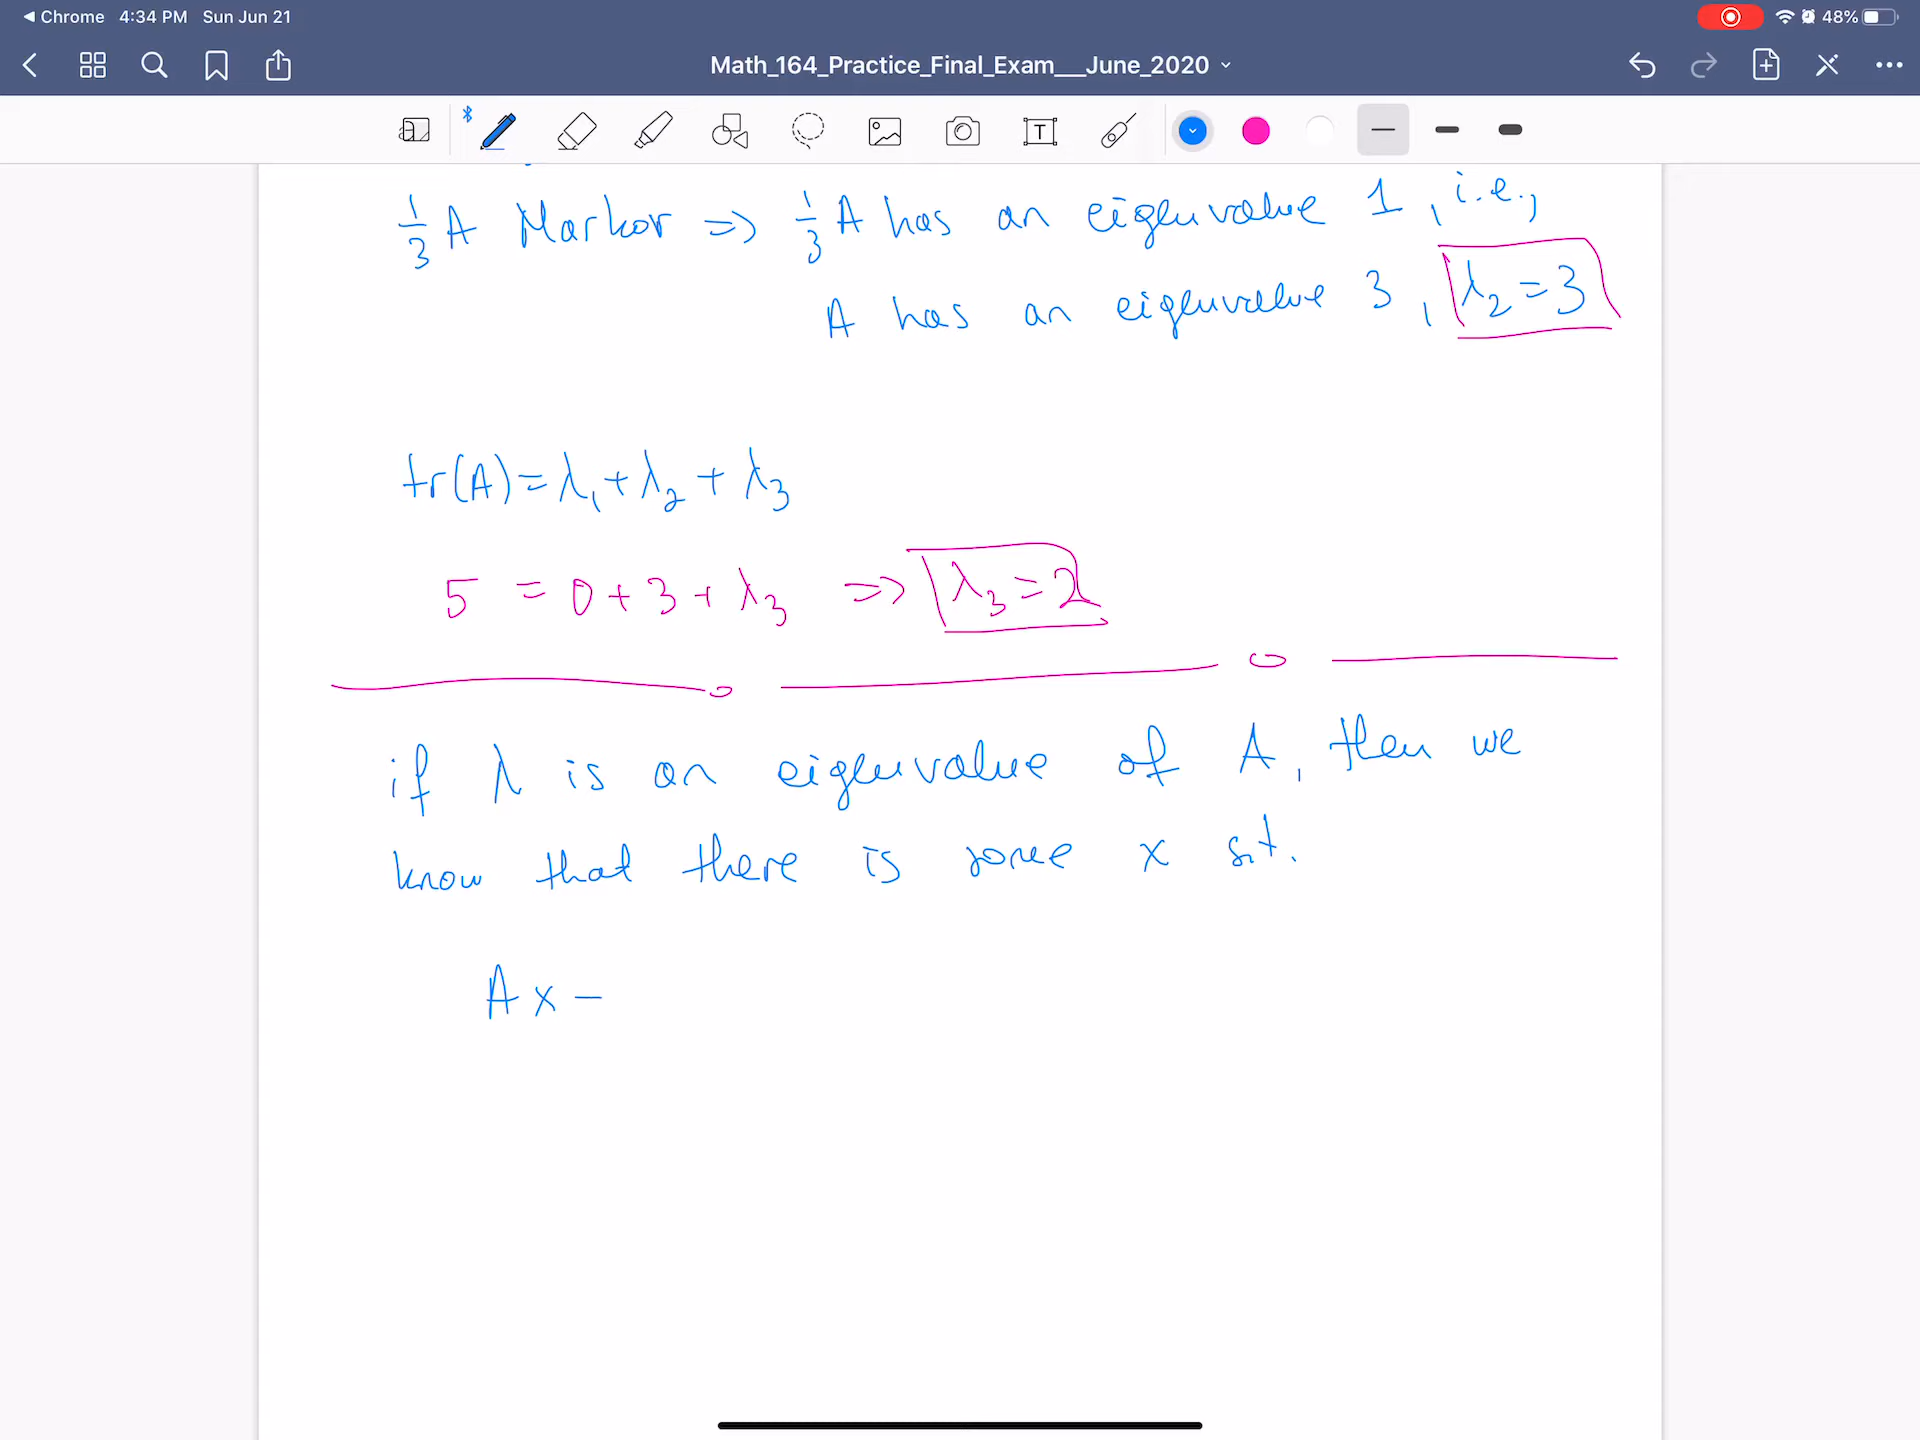 Chrome 4:34 PM Sun Jun 21
48%
Math_164_Practice_Final_Exam___June_2020
T
1/3 A Markov => 1/3 A has an eigenvalue 1, i.e.,
A has an eigenvalue 3, λ₂ = 3
tr(A) = λ₁ + λ₂ + λ₃
5 = 0 + 3 + λ₃ => λ₃ = 2
if λ is an eigenvalue of A, then we
know that there is some x s.t.
Ax –